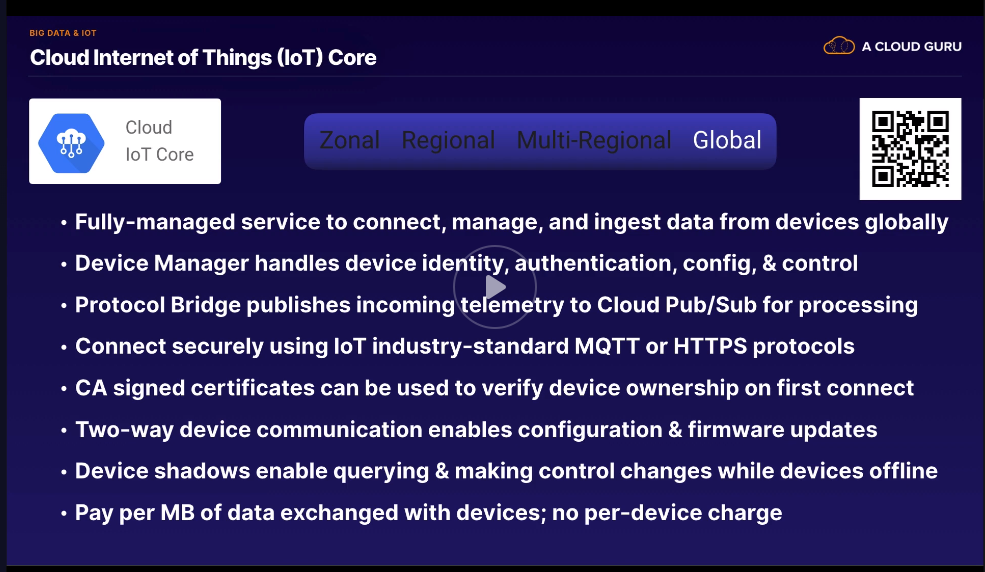 BIG DATA & IOT
Cloud Internet of Things (IoT) Core
A CLOUD GURU
Cloud
IoT Core
Zonal Regional Multi-Regional Global
• Fully-managed service to connect, manage, and ingest data from devices globally
• Device Manager handles device identity, authentication, config, & control
• Protocol Bridge publishes incoming telemetry to Cloud Pub/Sub for processing
• Connect securely using IoT industry-standard MQTT or HTTPS protocols
• CA signed certificates can be used to verify device ownership on first connect
• Two-way device communication enables configuration & firmware updates
• Device shadows enable querying & making control changes while devices offline
• Pay per MB of data exchanged with devices; no per-device charge